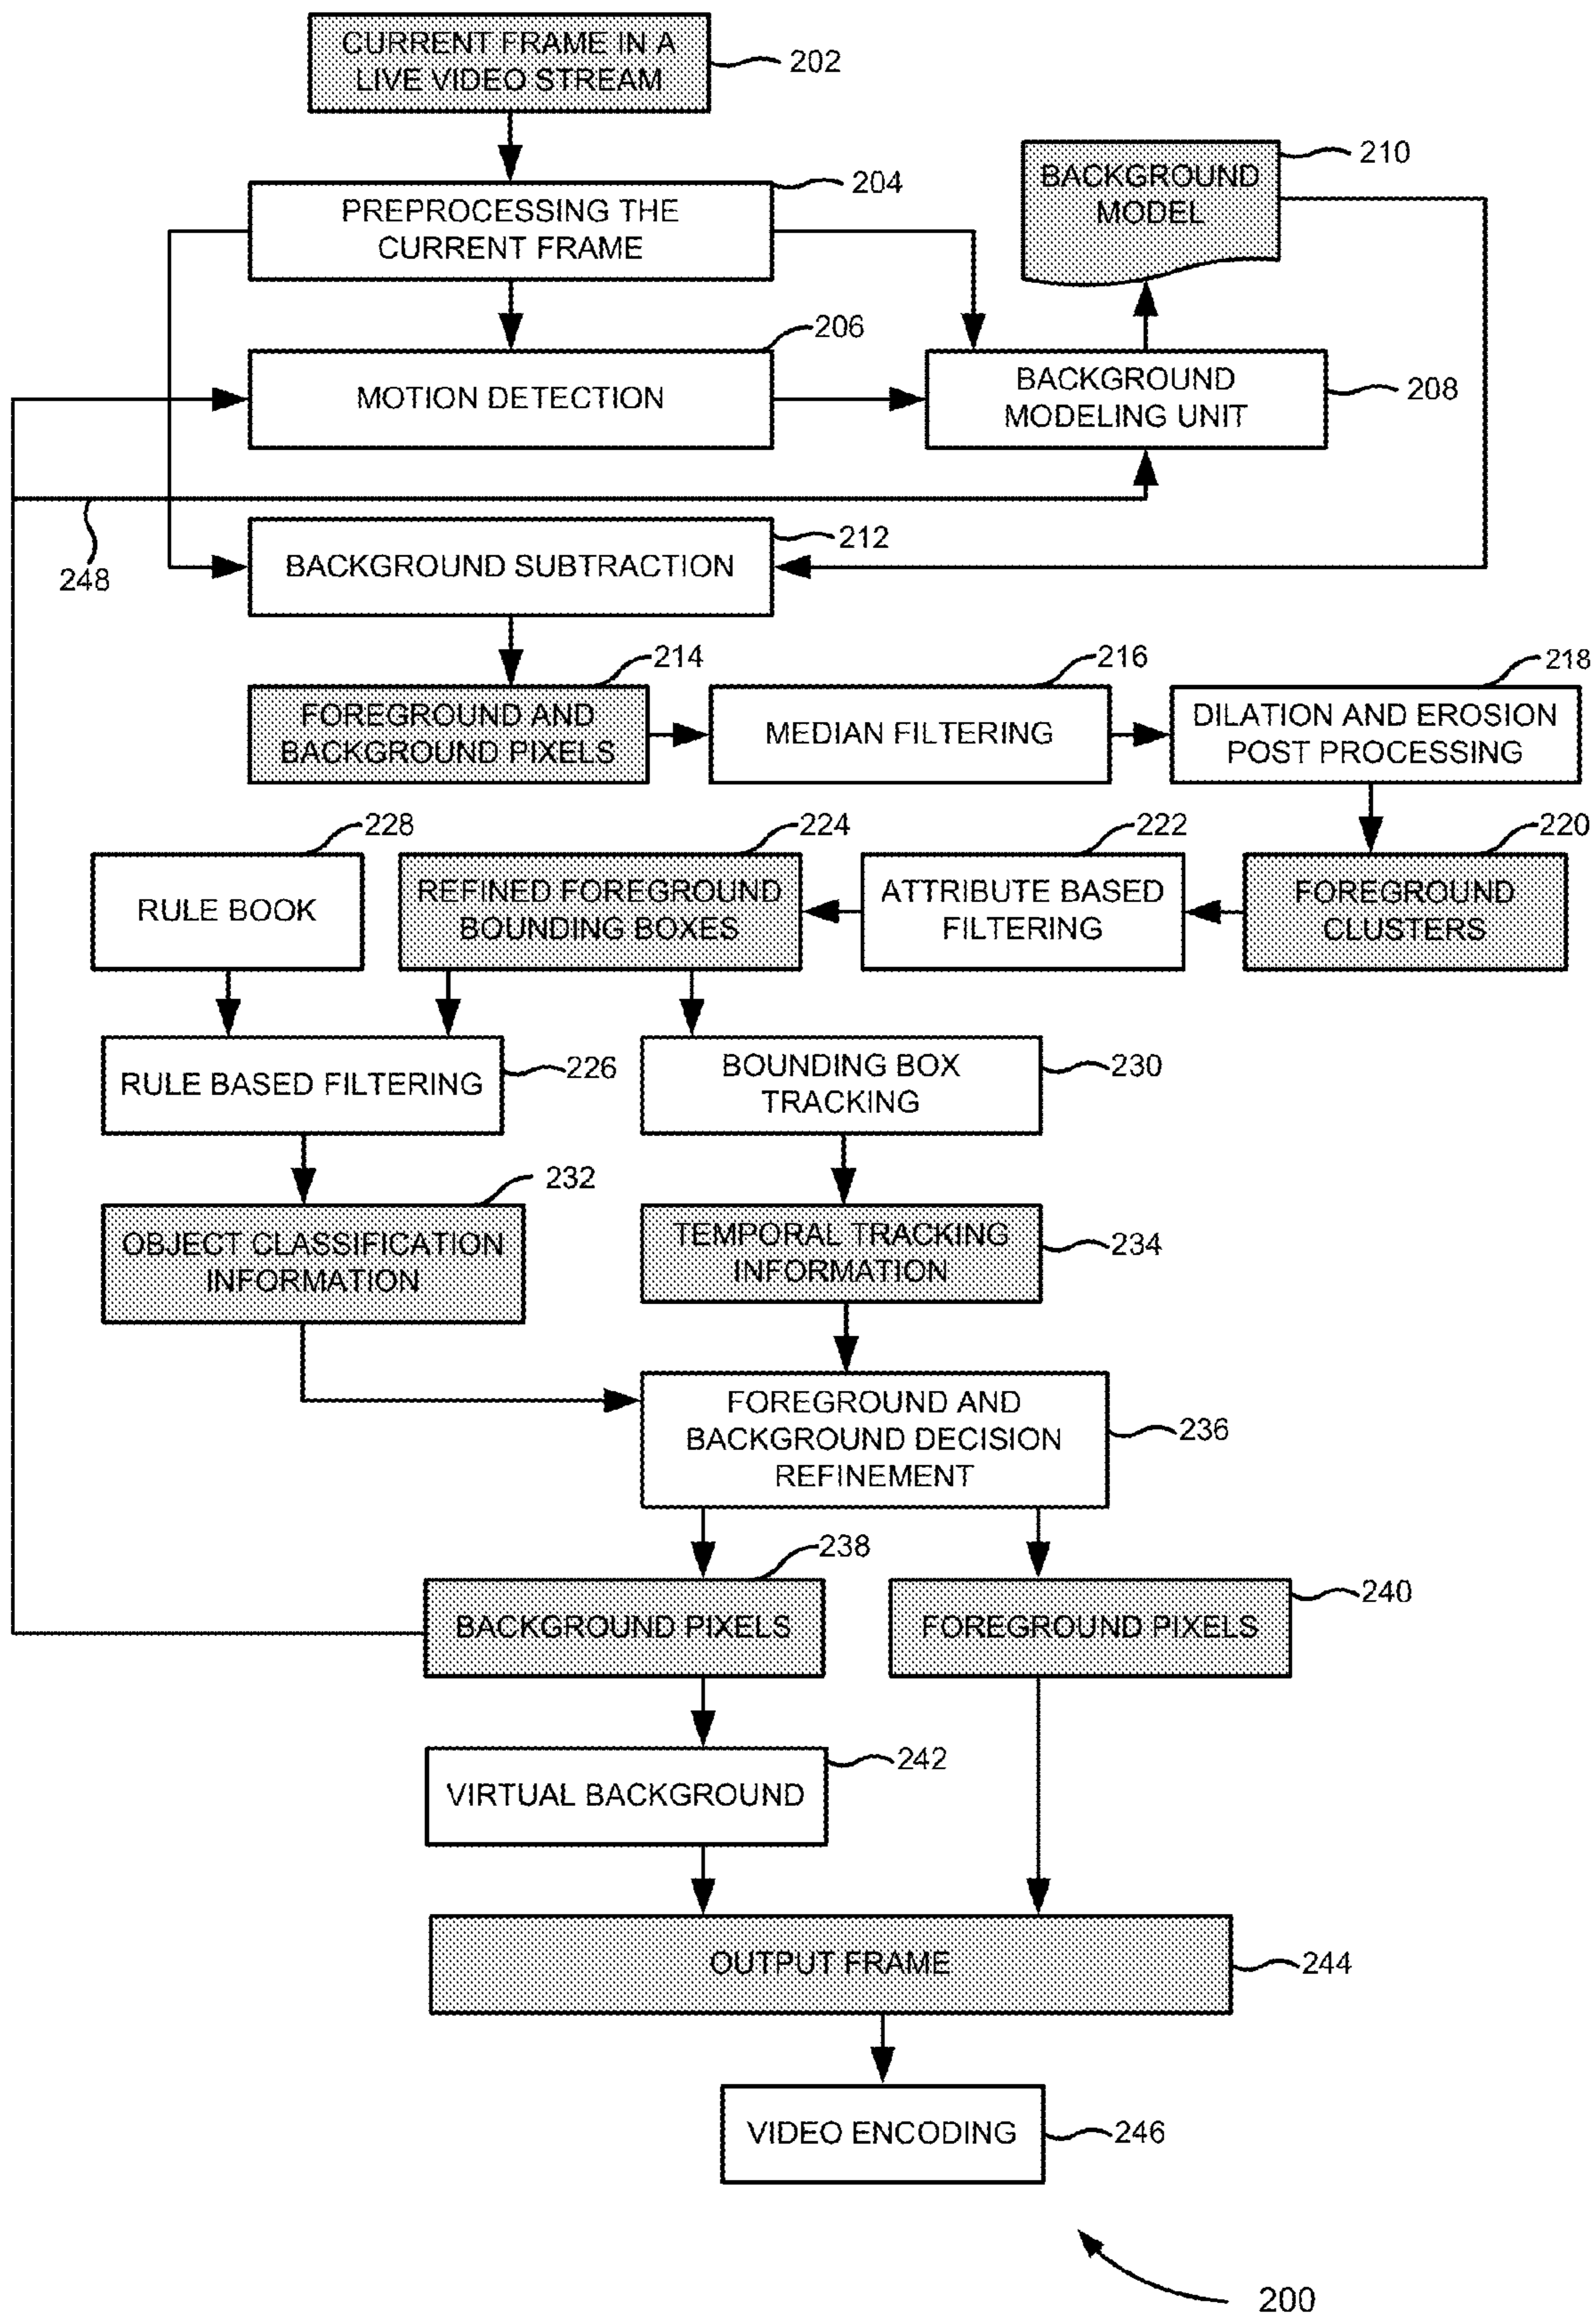 CURRENT FRAME IN A
LIVE VIDEO STREAM
202
210
BACKGROUND
MODEL
204
PREPROCESSING THE
CURRENT FRAME
206
MOTION DETECTION
BACKGROUND
MODELING UNIT
208
248
212
BACKGROUND SUBTRACTION
214
FOREGROUND AND
BACKGROUND PIXELS
216
MEDIAN FILTERING
218
DILATION AND EROSION
POST PROCESSING
228
RULE BOOK
224
REFINED FOREGROUND
BOUNDING BOXES
222
ATTRIBUTE BASED
FILTERING
220
FOREGROUND
CLUSTERS
RULE BASED FILTERING
226
BOUNDING BOX
TRACKING
230
232
OBJECT CLASSIFICATION
INFORMATION
TEMPORAL TRACKING
INFORMATION
234
FOREGROUND AND
BACKGROUND DECISION
REFINEMENT
236
238
BACKGROUND PIXELS
240
FOREGROUND PIXELS
242
VIRTUAL BACKGROUND
OUTPUT FRAME
244
VIDEO ENCODING
246
200